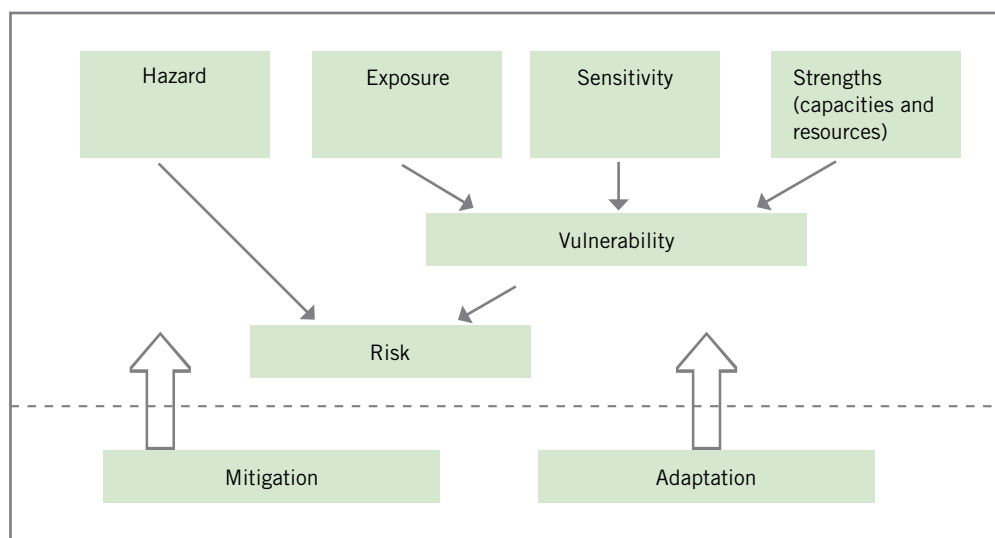 Hazard
Exposure
Sensitivity
Strengths
(capacities and
resources)
Vulnerability
Risk
Mitigation
Adaptation